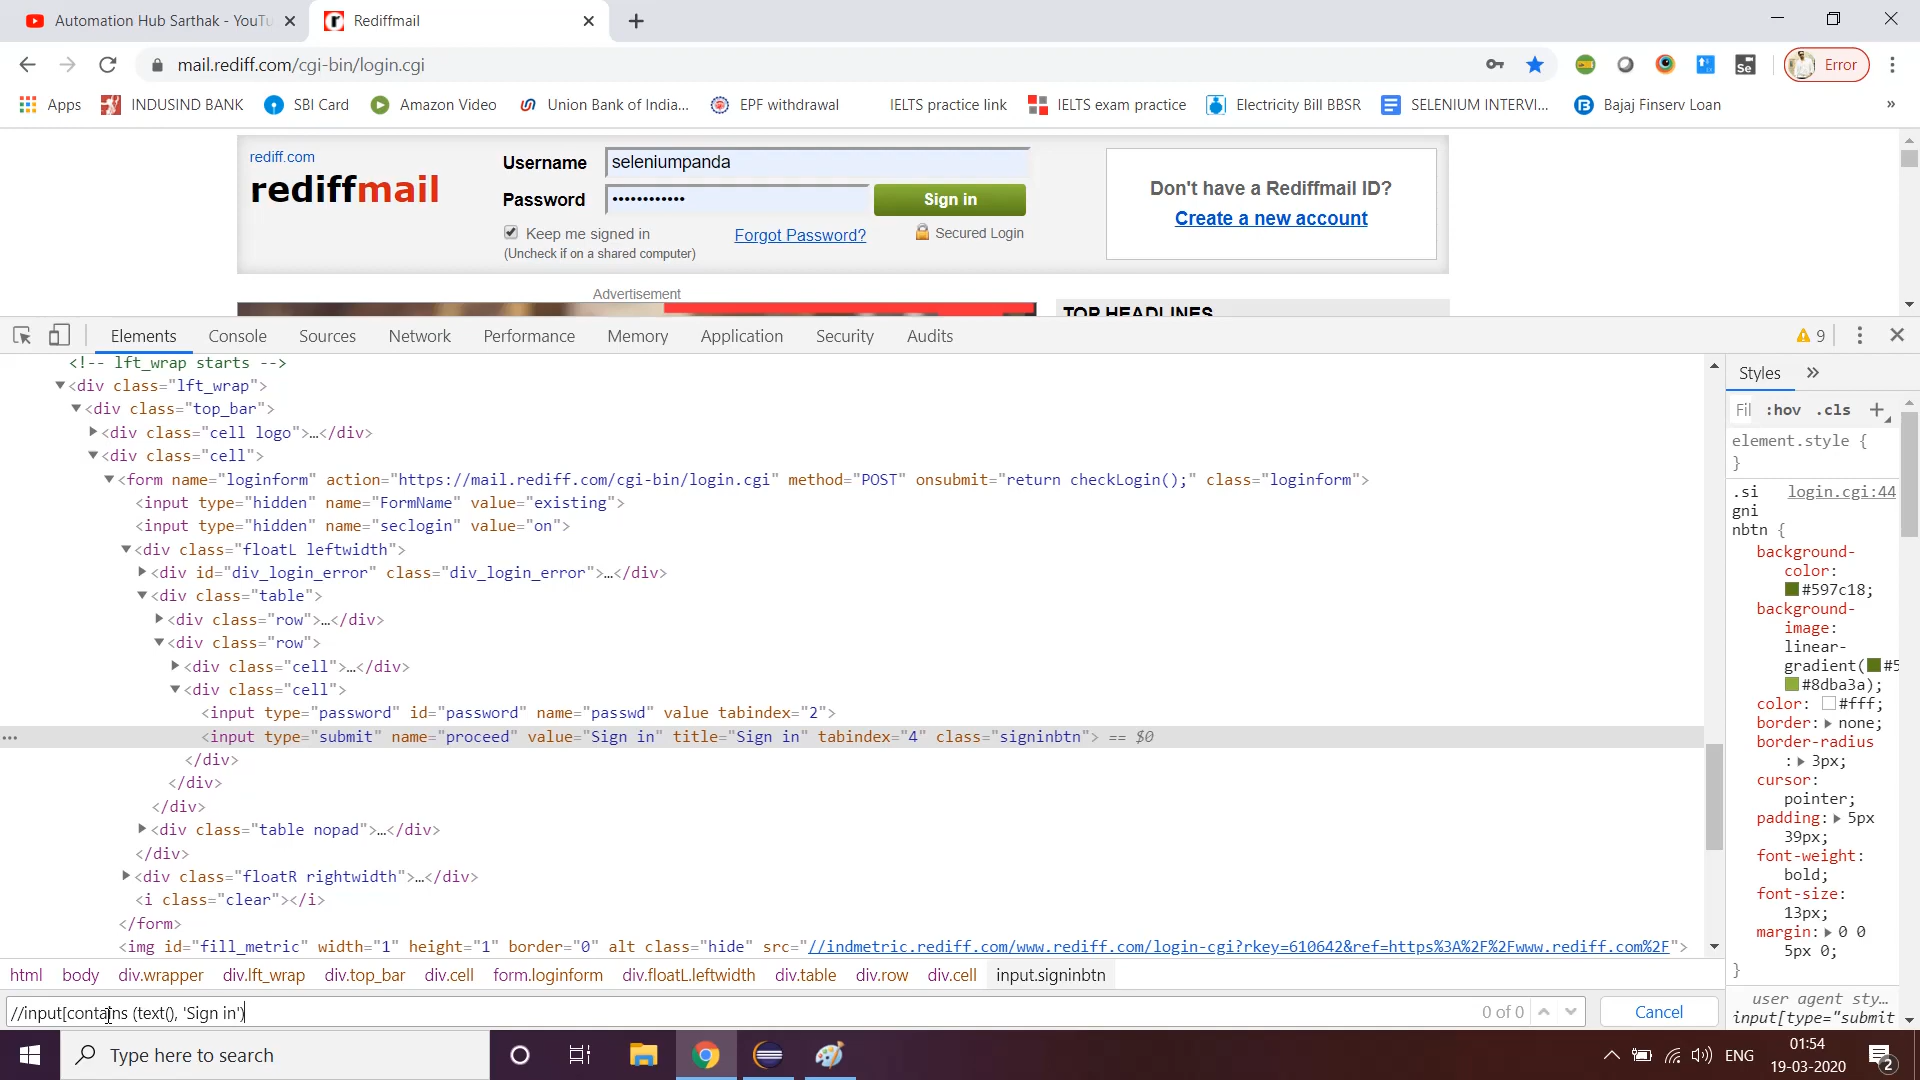 Automation Hub Sarthak - YouTu
Rediffmail
mail.rediff.com/cgi-bin/login.cgi
Se
Error
Apps
INDUSIND BANK
SBI Card
Amazon Video
Union Bank of India...
EPF withdrawal
IELTS practice link
IELTS exam practice
Electricity Bill BBSR
SELENIUM INTERVI...
Bajaj Finserv Loan
»
rediff.com
rediffmail
Username
seleniumpanda
Password
••••••••••••
Sign in
Keep me signed in
(Uncheck if on a shared computer)
Forgot Password?
Secured Login
Don't have a Rediffmail ID?
Create a new account
Advertisement
TOP HEADLINES
Elements
Console
Sources
Network
Performance
Memory
Application
Security
Audits
9
<!-- lft_wrap starts -->
<div class="lft_wrap">
<div class="top_bar">
<div class="cell logo">…</div>
<div class="cell">
<form name="loginform" action="https://mail.rediff.com/cgi-bin/login.cgi" method="POST" onsubmit="return checkLogin();" class="loginform">
<input type="hidden" name="FormName" value="existing">
<input type="hidden" name="seclogin" value="on">
<div class="floatL leftwidth">
<div id="div_login_error" class="div_login_error">…</div>
<div class="table">
<div class="row">…</div>
<div class="row">
<div class="cell">…</div>
<div class="cell">
<input type="password" id="password" name="passwd" value tabindex="2">
<input type="submit" name="proceed" value="Sign in" title="Sign in" tabindex="4" class="signinbtn"> == $0
</div>
</div>
</div>
<div class="table nopad">…</div>
</div>
<div class="floatR rightwidth">…</div>
<i class="clear"></i>
</form>
<img id="fill_metric" width="1" height="1" border="0" alt class="hide" src="//indmetric.rediff.com/www.rediff.com/login-cgi?rkey=610642&ref=https%3A%2F%2Fwww.rediff.com%2F">
html
body
div.wrapper
div.lft_wrap
div.top_bar
div.cell
form.loginform
div.floatL.leftwidth
div.table
div.row
div.cell
input.signinbtn
//input[contains (text(), 'Sign in')
0 of 0
Cancel
Styles
»
Fil
:hov
.cls
+
element.style {
}
.si
login.cgi:44
gni
nbtn {
background-
color:
#597c18;
background-
image:
linear-
gradient( #5
#8dba3a);
color: #fff;
border: none;
border-radius
: 3px;
cursor:
pointer;
padding: 5px
39px;
font-weight:
bold;
font-size:
13px;
margin: 0 0
5px 0;
}
user agent sty…
input[type="submit
Type here to search
ENG
01:54
19-03-2020
2